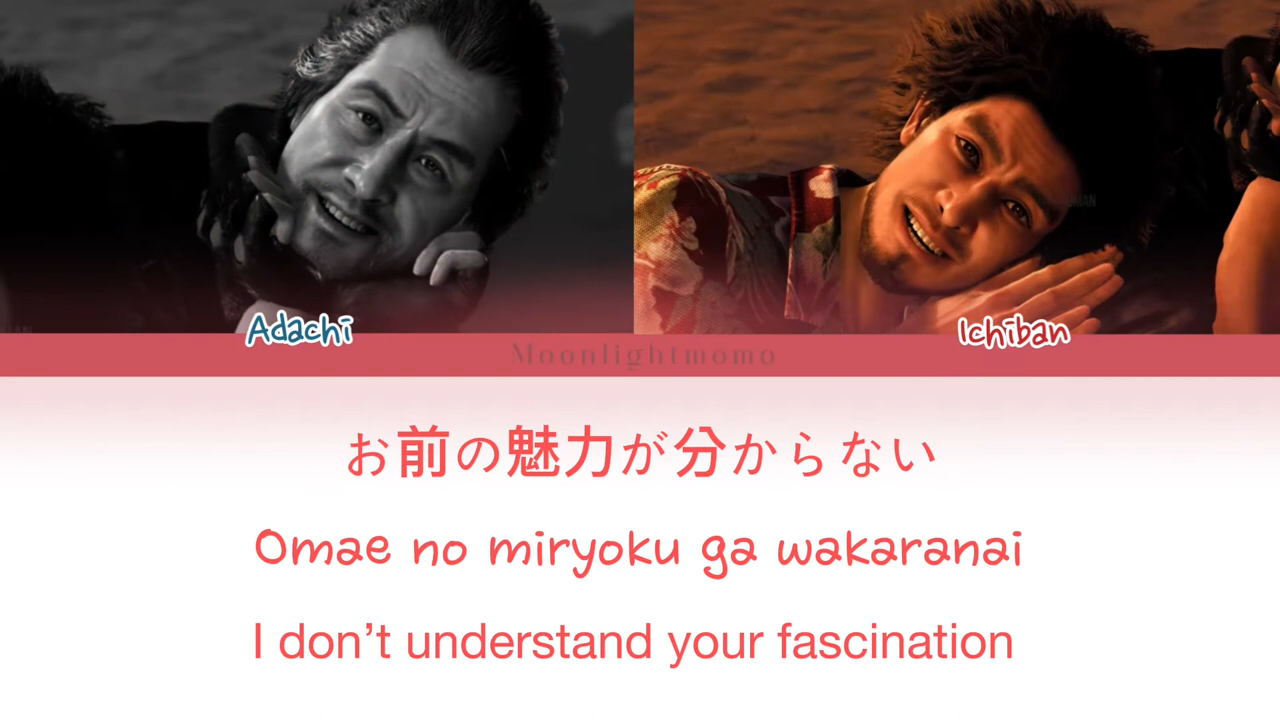 Adachi
Ichiban
Moonlightmomo
お前の魅力が分からない
Omae no miryoku ga wakaranai
I don't understand your fascination